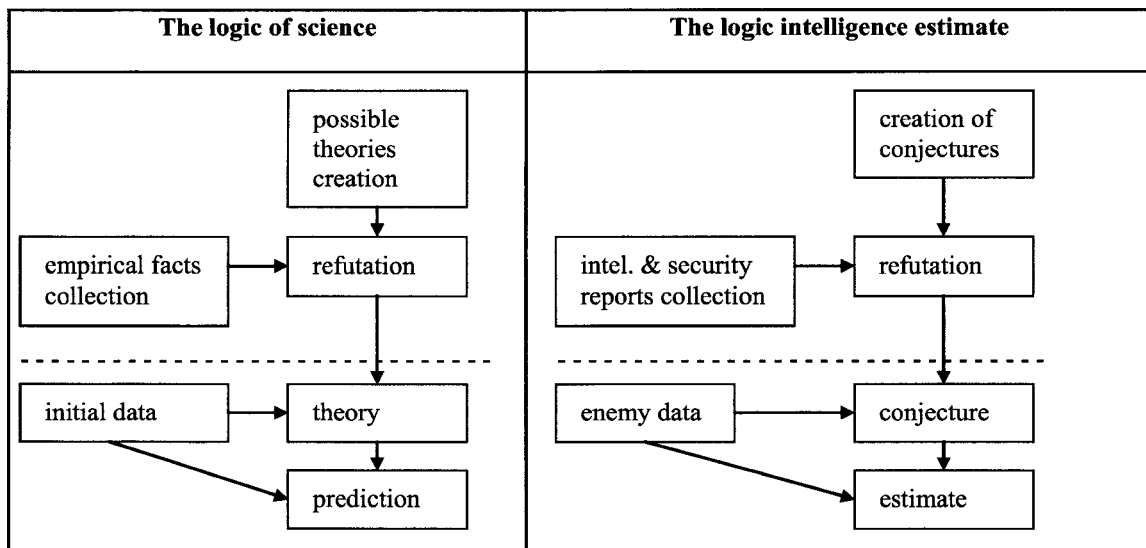 The logic of science
possible
theories
creation
empirical facts
collection
refutation
initial data
theory
prediction
The logic intelligence estimate
creation of
conjectures
intel. & security
reports collection
refutation
enemy data
conjecture
estimate